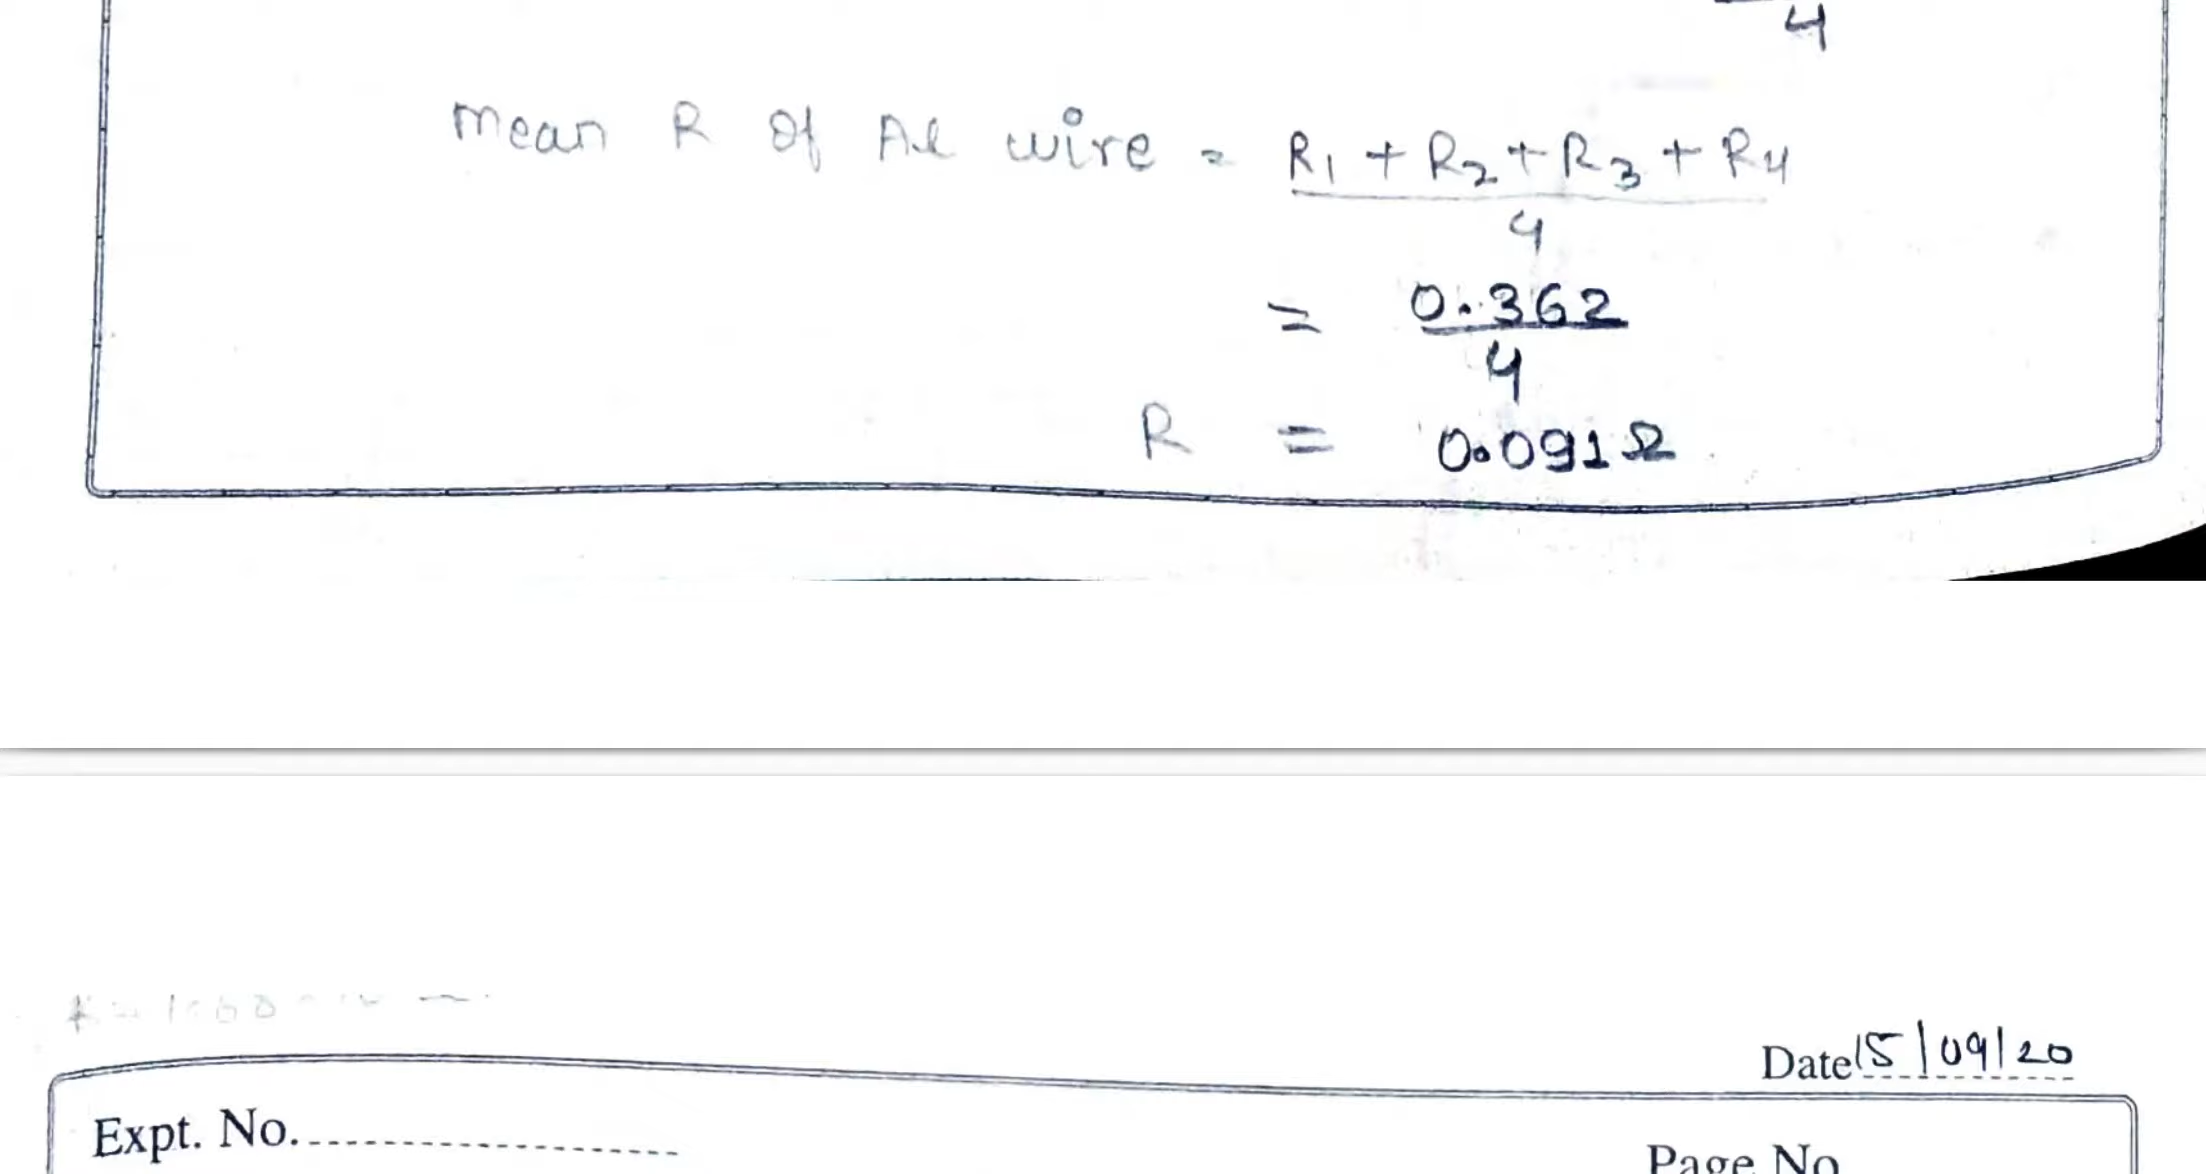 4
Mean R of Al wire = R1 + R2 + R3 + R4
4
= 0.362
4
R = 0.091Ω
Date 15/09/20
Expt. No.
Page No